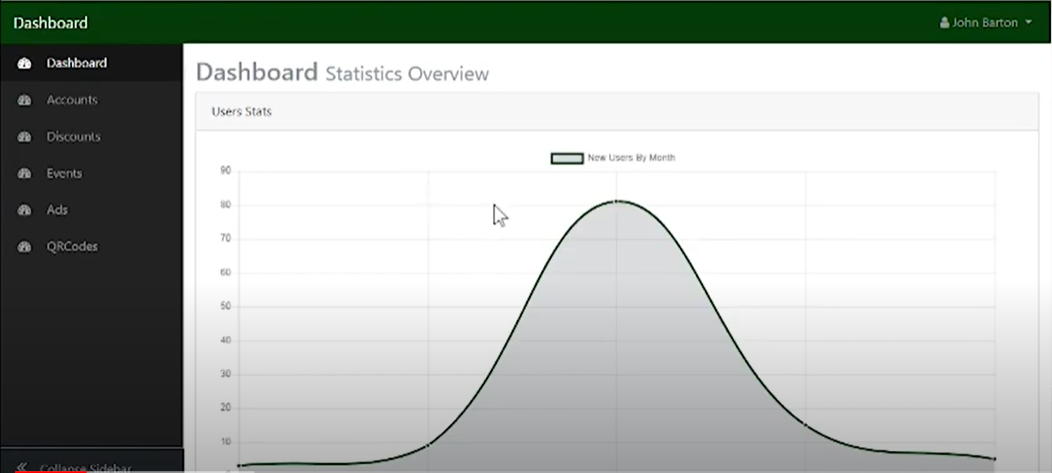 Dashboard
John Barton
Dashboard
Accounts
Discounts
Events
Ads
QRCodes
Collapse Sidebar
Dashboard Statistics Overview
Users Stats
New Users By Month
90
80
70
60
50
40
30
20
10